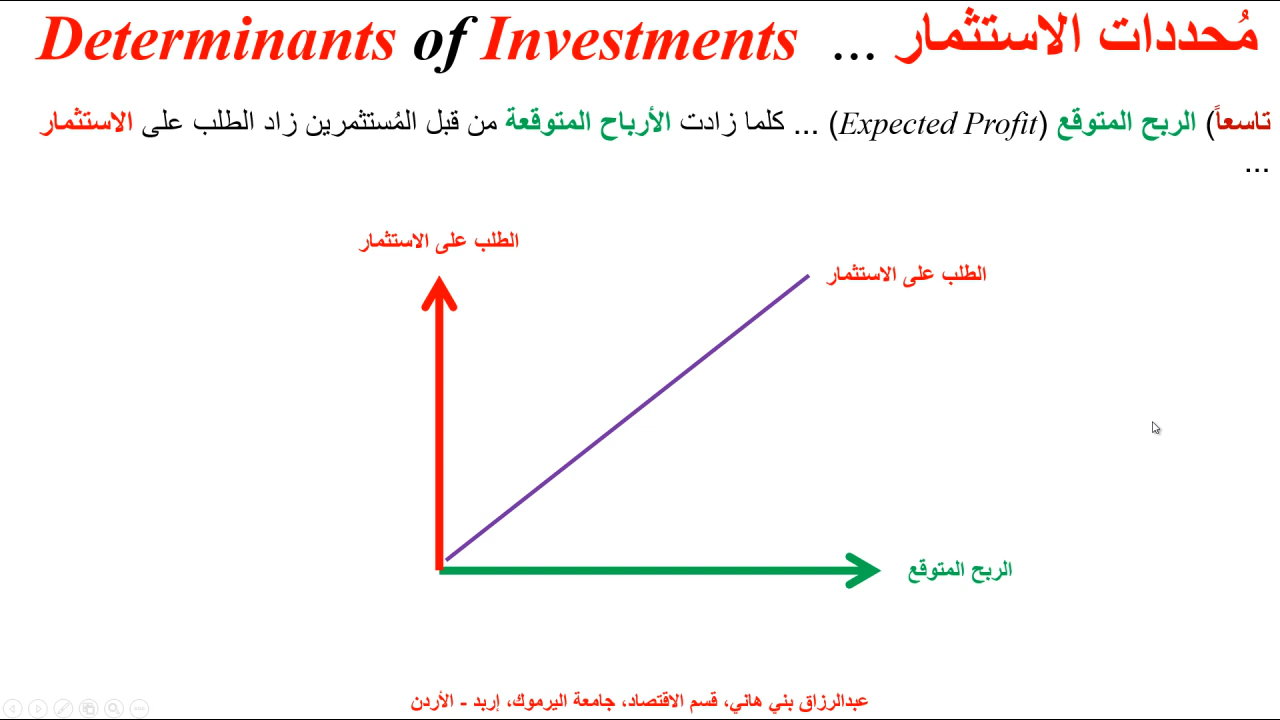 مُحددات الاستثمار ... Determinants of Investments
تاسعاً) الربح المتوقع (Expected Profit) ... كلما زادت الأرباح المتوقعة من قبل المُستثمرين زاد الطلب على الاستثمار
...
الطلب على الاستثمار
الطلب على الاستثمار
الربح المتوقع
عبدالرزاق بني هاني، قسم الاقتصاد، جامعة اليرموك، إربد - الأردن